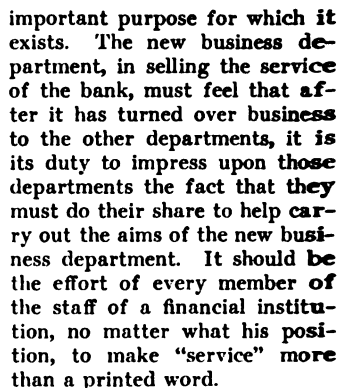 important purpose for which it
exists. The new business de-
partment, in selling the service
of the bank, must feel that af-
ter it has turned over business
to the other departments, it is
its duty to impress upon those
departments the fact that they
must do their share to help car-
ry out the aims of the new busi-
ness department. It should be
the effort of every member of
the staff of a financial institu-
tion, no matter what his posi-
tion, to make "service" more
than a printed word.